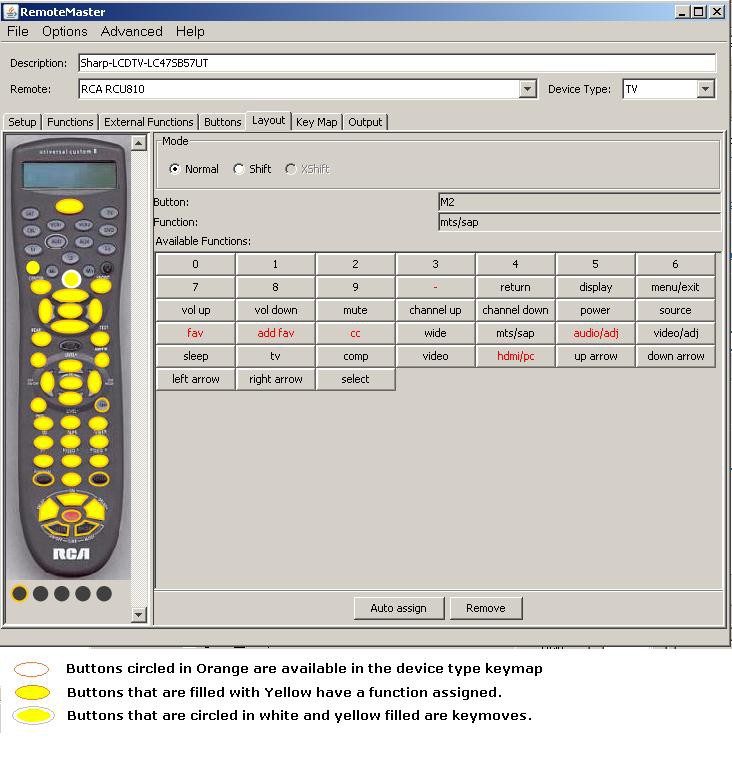 RemoteMaster
File Options Advanced Help
Description: Sharp-LCDTV-LC47SB57UT
Remote: RCA RCU810 Device Type: TV
Setup Functions External Functions Buttons Layout Key Map Output
Mode
Normal Shift XShift
Button: M2
Function: mts/sap
Available Functions:
0 1 2 3 4 5 6
7 8 9 - return display menu/exit
vol up vol down mute channel up channel down power source
fav add fav cc wide mts/sap audio/adj video/adj
sleep tv comp video hdmi/pc up arrow down arrow
left arrow right arrow select
universal custom 8
RCA
Auto assign Remove
Buttons circled in Orange are available in the device type keymap
Buttons that are filled with Yellow have a function assigned.
Buttons that are circled in white and yellow filled are keymoves.